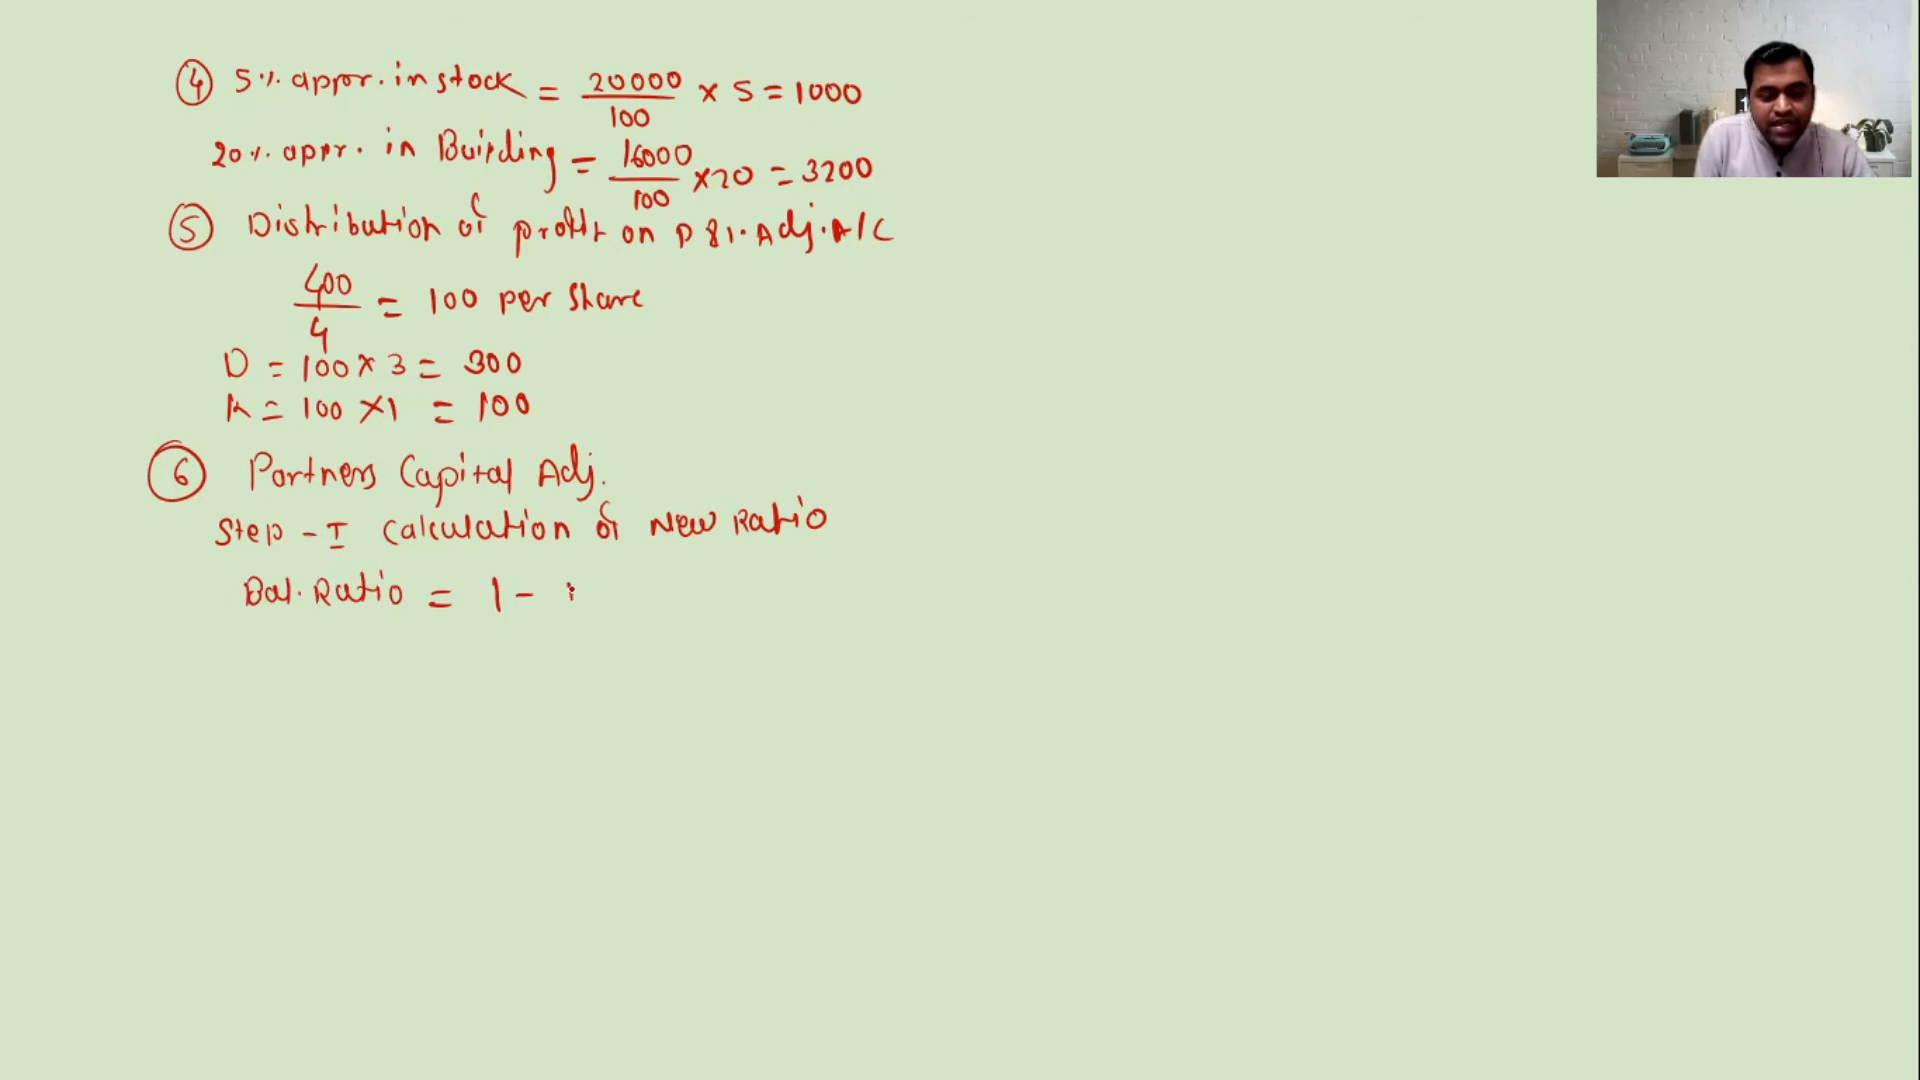 ④ 5% appr. in stock = 20000/100 × 5 = 1000
20% appr. in Building = 16000/100 ×20 = 3200
⑤ Distribution of profit on P&L. Adj. A/C
400/4 = 100 per share
D = 100 × 3 = 300
K = 100 ×1 = 100
⑥ Partners Capital Adj.
Step - I Calculation of New Ratio
Bal. Ratio = 1 -